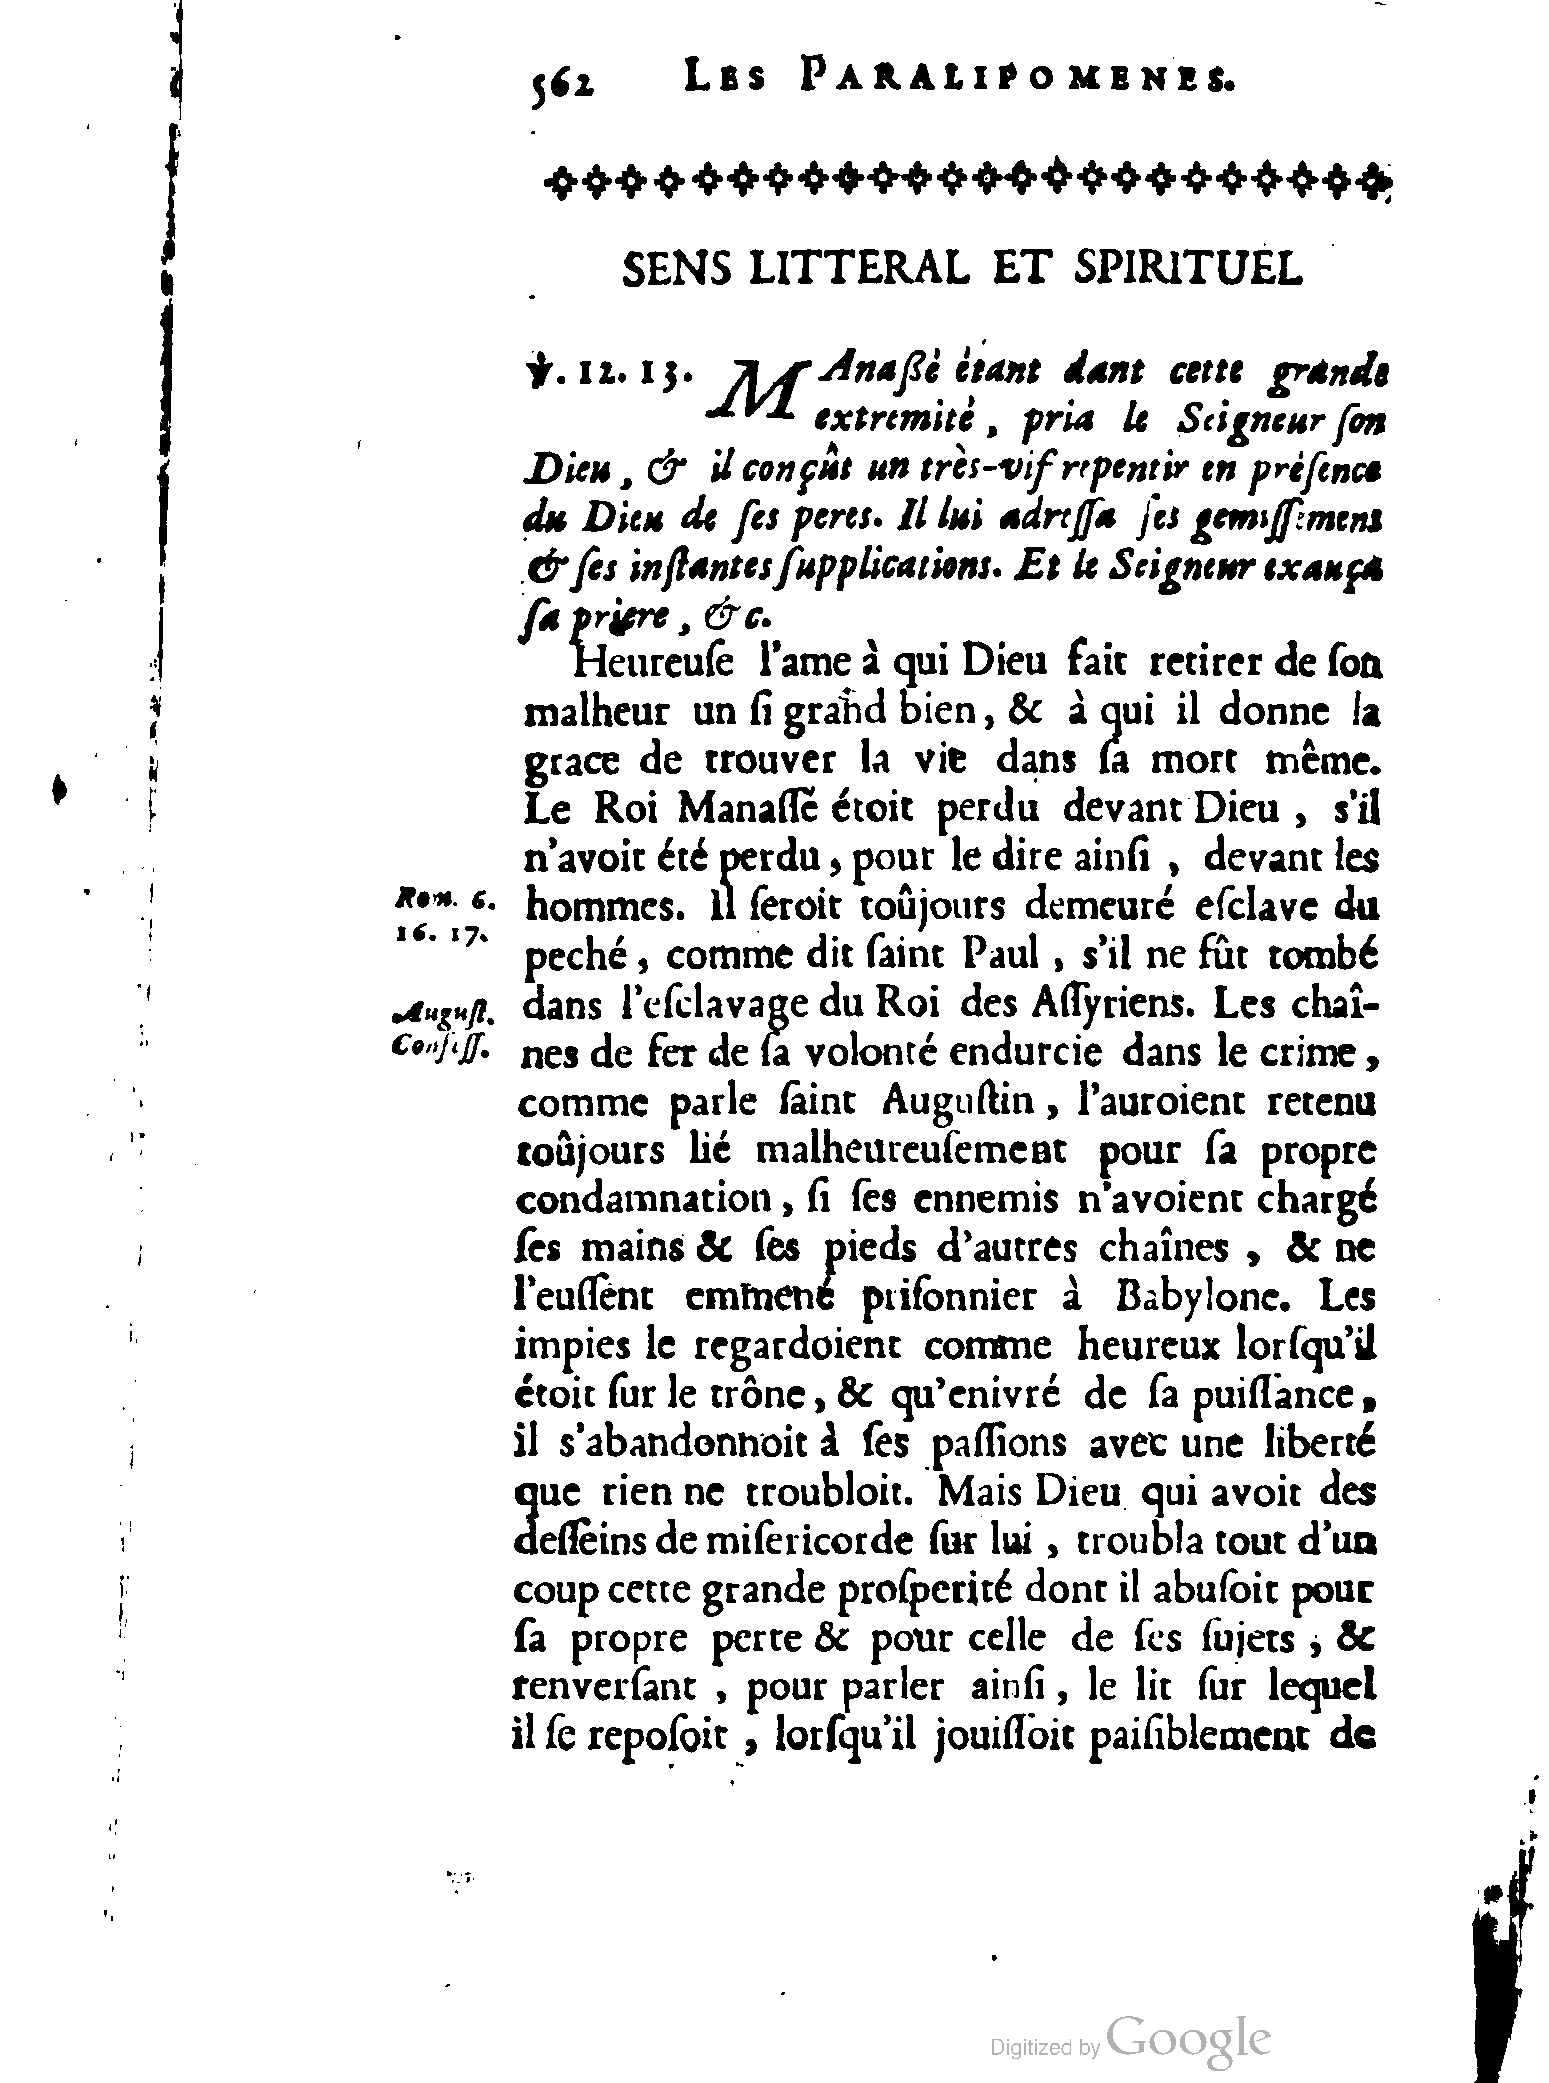 562 LES PARALIPOMENES.
SENS LITTERAL ET SPIRITUEL
℣. 12. 13. MAnaßé étant dant cette grande
extremité, pria le Seigneur ſon
Dieu, & il conçût un très-vif repentir en préſence
du Dieu de ſes peres. Il lui adreſſa ſes gemiſſemens
& ſes inſtantes ſupplications. Et le Seigneur exauça
ſa priere, &c.
Heureuſe l'ame à qui Dieu fait retirer de ſon
malheur un ſi grand bien, & à qui il donne la
grace de trouver la vie dans ſa mort même.
Le Roi Manaſſé étoit perdu devant Dieu, s'il
n'avoit été perdu, pour le dire ainſi, devant les
Rom. 6.
16. 17.
hommes. Il ſeroit toûjours demeuré eſclave du
peché, comme dit ſaint Paul, s'il ne fût tombé
Auguſt.
Confeſſ.
dans l'eſclavage du Roi des Aſſyriens. Les chaî-
nes de fer de ſa volonté endurcie dans le crime,
comme parle ſaint Auguſtin, l'auroient retenu
toûjours lié malheureuſement pour ſa propre
condamnation, ſi ſes ennemis n'avoient chargé
ſes mains & ſes pieds d'autres chaînes, & ne
l'euſſent emmené priſonnier à Babylone. Les
impies le regardoient comme heureux lorſqu'il
étoit ſur le trône, & qu'enivré de ſa puiſſance,
il s'abandonnoit à ſes paſſions avec une liberté
que rien ne troubloit. Mais Dieu qui avoit des
deſſeins de miſericorde ſur lui, troubla tout d'un
coup cette grande proſperité dont il abuſoit pour
ſa propre perte & pour celle de ſes ſujets, &
renverſant, pour parler ainſi, le lit ſur lequel
il ſe repoſoit, lorſqu'il jouiſſoit paiſiblement de
Digitized by Google